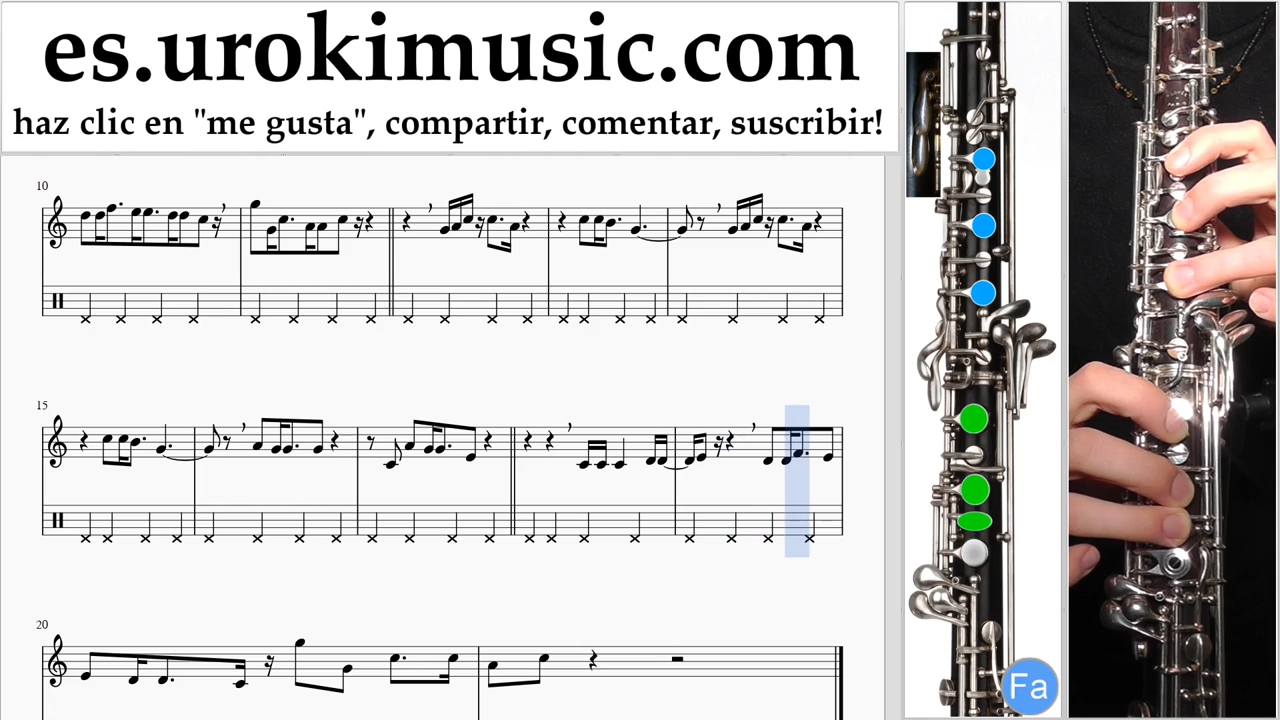 es.urokimusic.com
haz clic en "me gusta", compartir, comentar, suscribir!
10
15
20
Fa